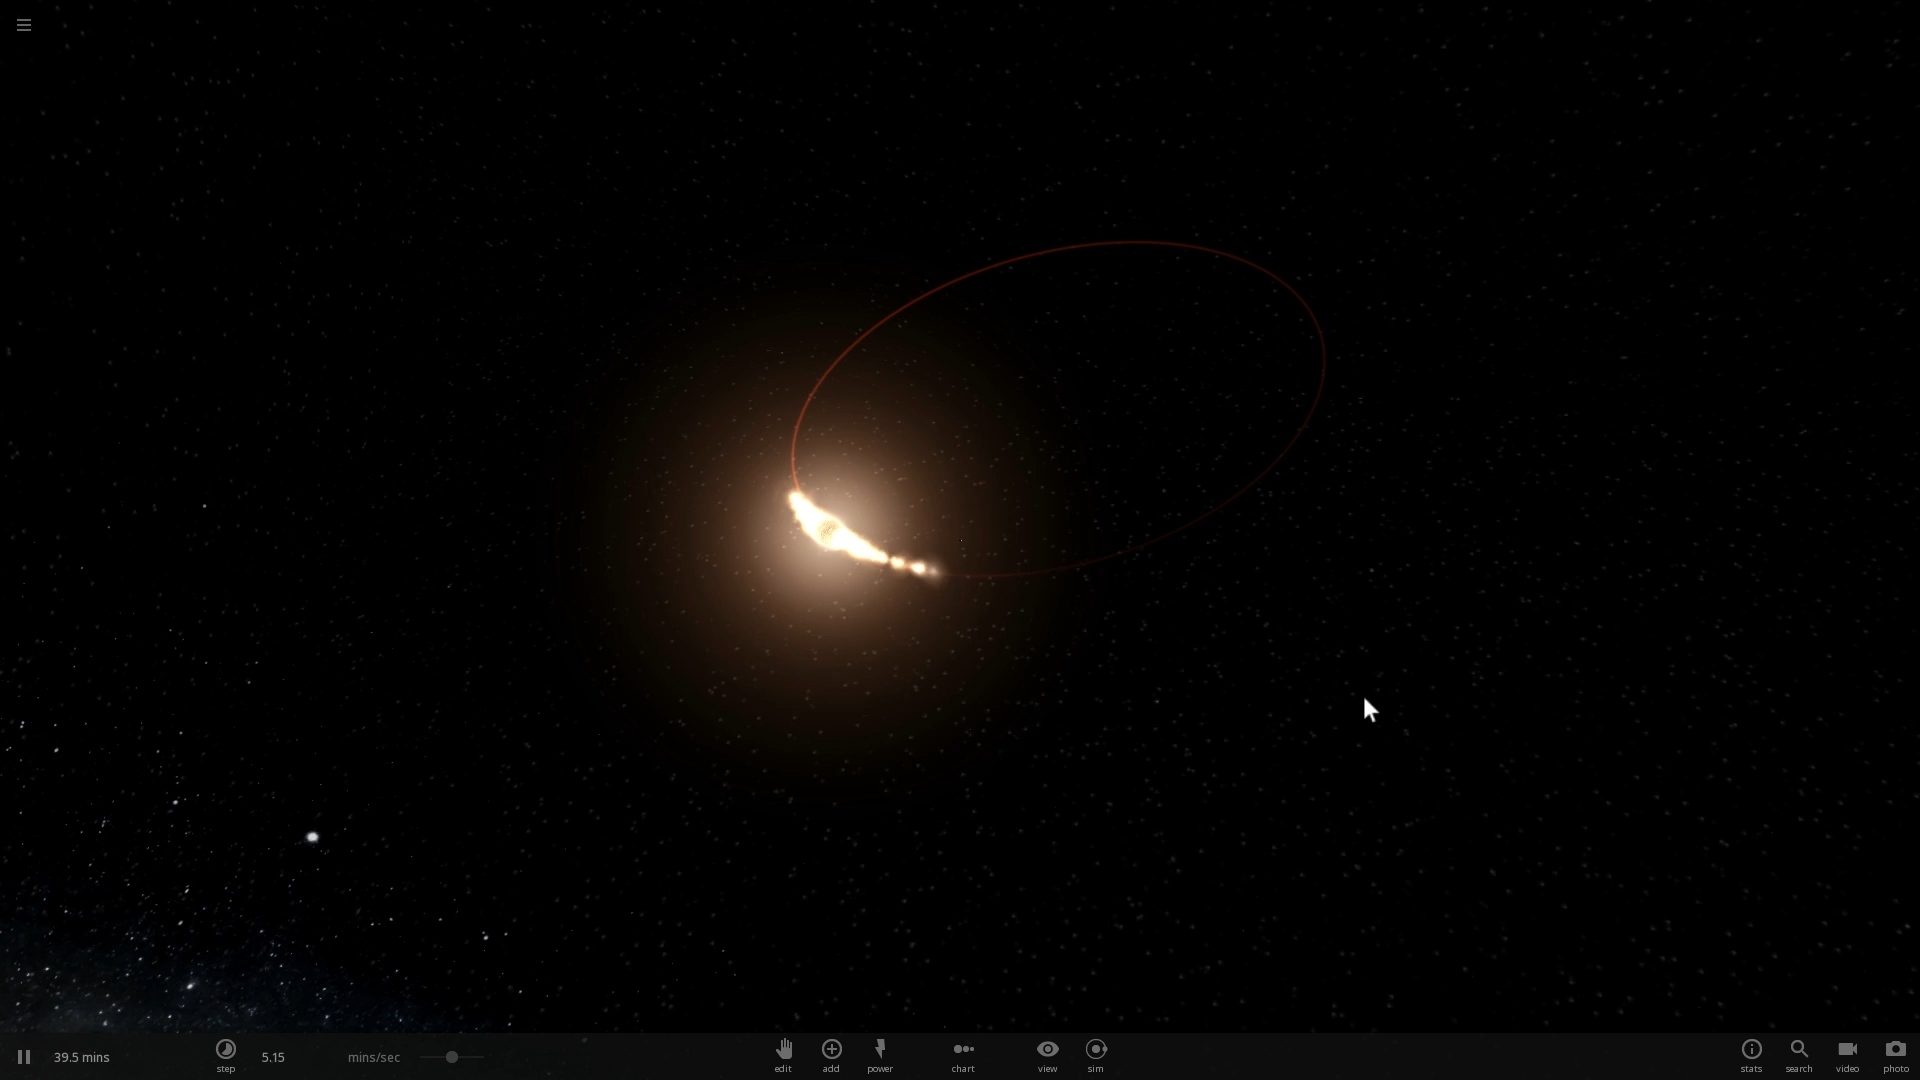 39.5 mins
step
5.15
mins/sec
edit
add
power
chart
view
sim
stats
search
video
photo